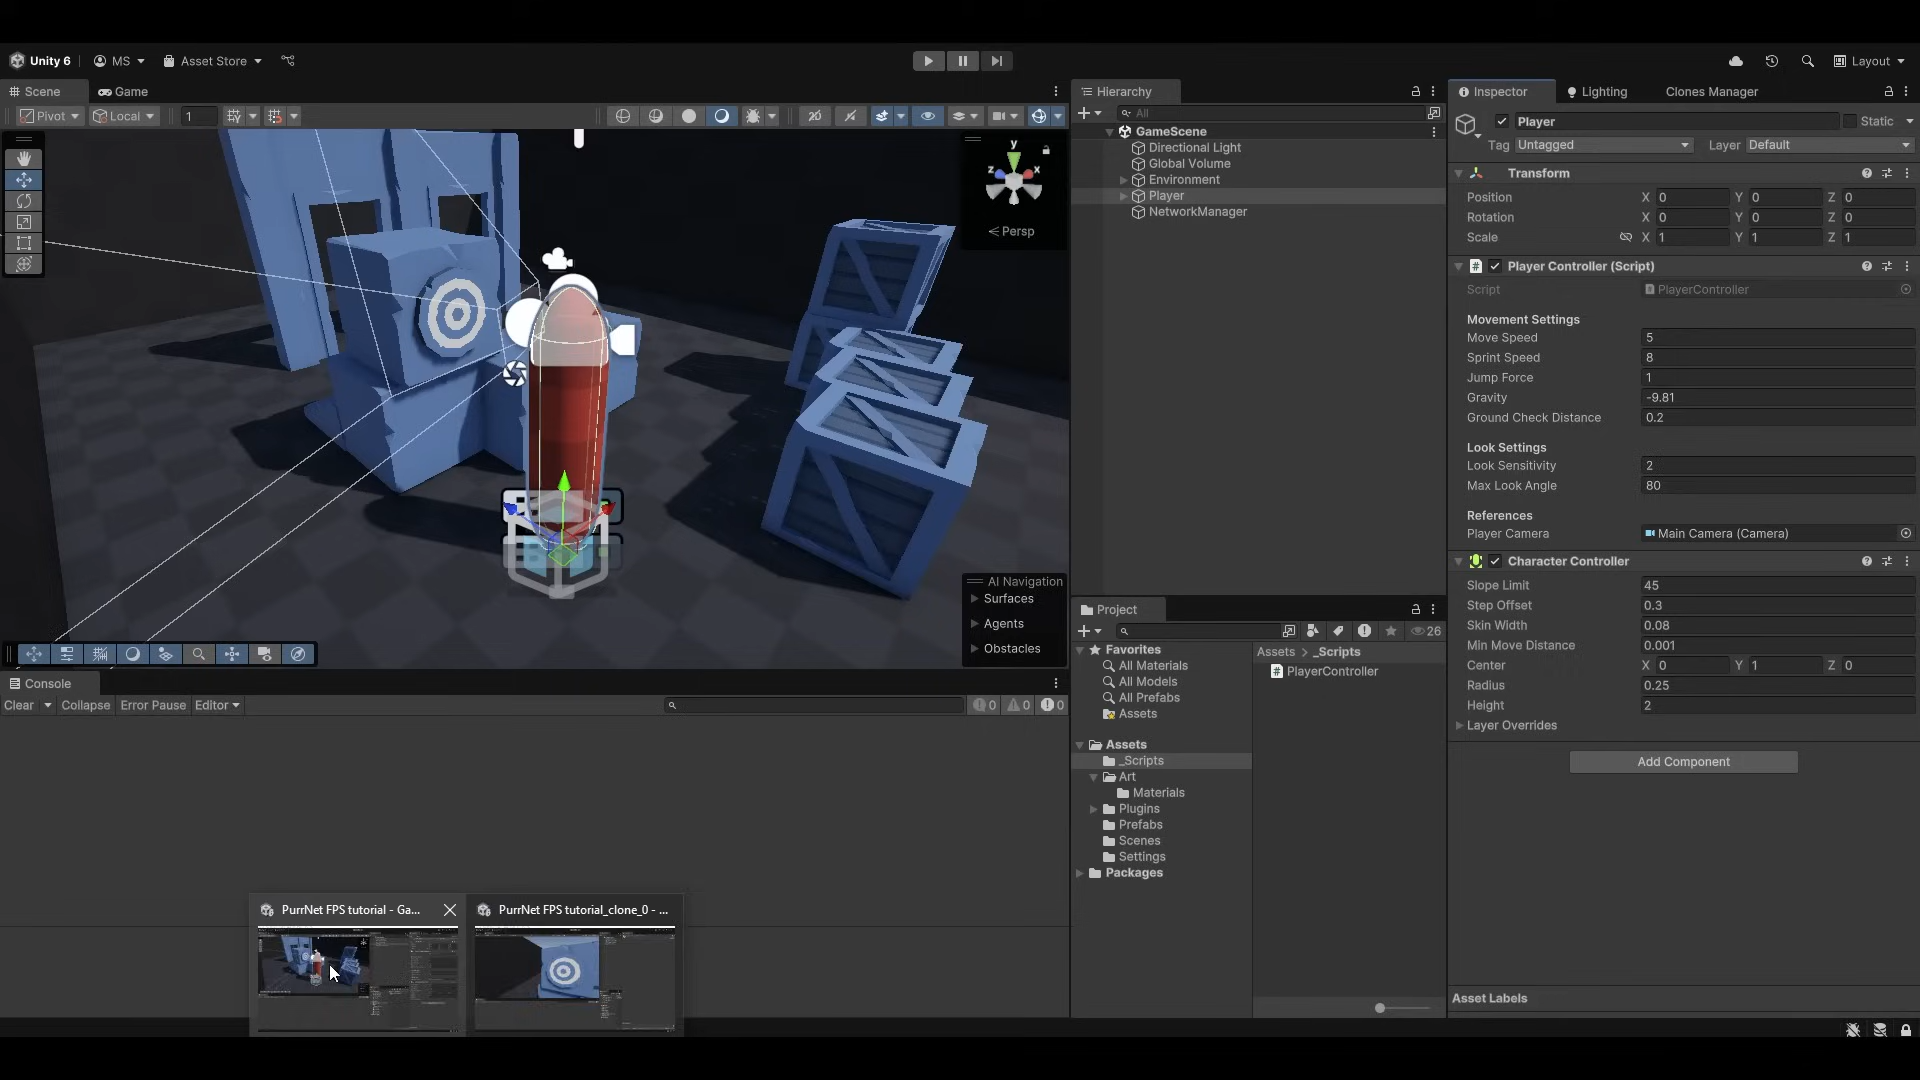 Unity 6
MS
Asset Store
Layout
Scene
Game
Pivot
Local
1
2D
y
z
x
Persp
AI Navigation
Surfaces
Agents
Obstacles
Console
Clear
Collapse
Error Pause
Editor
0
0
0
Hierarchy
All
GameScene
Directional Light
Global Volume
Environment
Player
NetworkManager
Project
26
Favorites
All Materials
All Models
All Prefabs
Assets
Assets
_Scripts
Art
Materials
Plugins
Prefabs
Scenes
Settings
Packages
Assets > _Scripts
PlayerController
Inspector
Lighting
Clones Manager
Player
Static
Tag Untagged Layer Default
Transform
Position X 0 Y 0 Z 0
Rotation X 0 Y 0 Z 0
Scale X 1 Y 1 Z 1
Player Controller (Script)
Script PlayerController
Movement Settings
Move Speed 5
Sprint Speed 8
Jump Force 1
Gravity -9.81
Ground Check Distance 0.2
Look Settings
Look Sensitivity 2
Max Look Angle 80
References
Player Camera Main Camera (Camera)
Character Controller
Slope Limit 45
Step Offset 0.3
Skin Width 0.08
Min Move Distance 0.001
Center X 0 Y 1 Z 0
Radius 0.25
Height 2
Layer Overrides
Add Component
Asset Labels
PurrNet FPS tutorial - Ga...
PurrNet FPS tutorial_clone_0 - ...